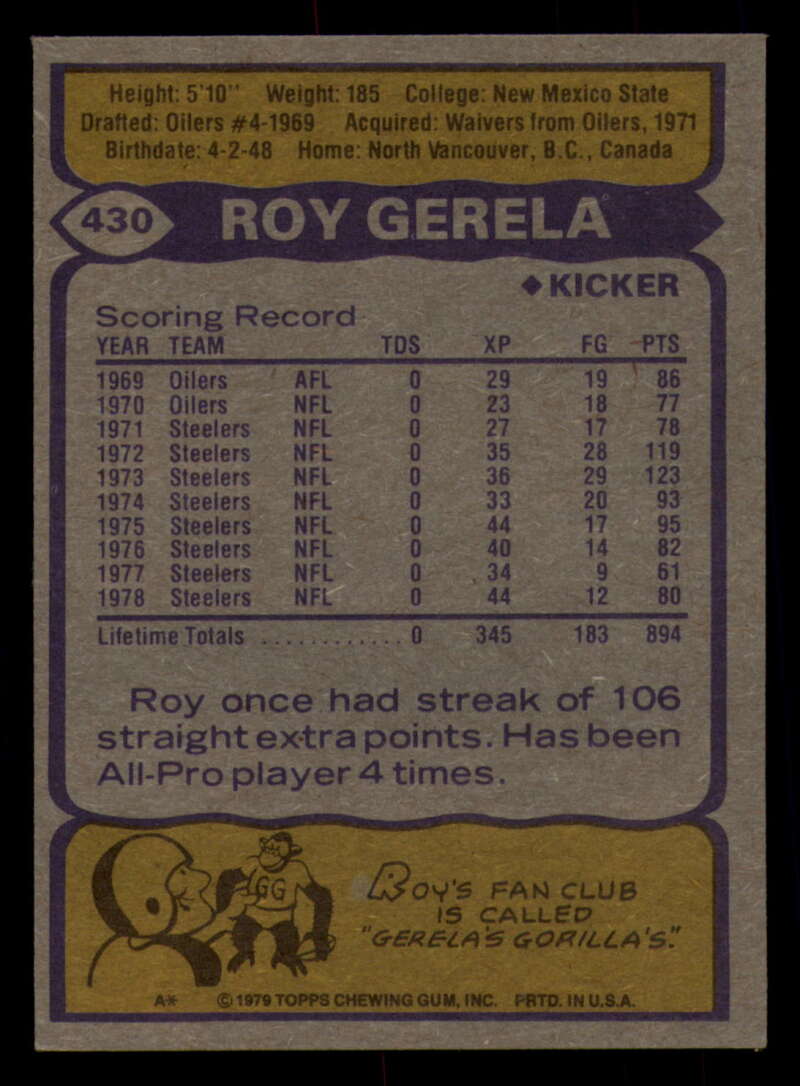 Height: 5'10" Weight: 185 College: New Mexico State
Drafted: Oilers #4-1969 Acquired: Waivers from Oilers, 1971
Birthdate: 4-2-48 Home: North Vancouver, B.C., Canada
430 ROY GERELA
◆KICKER
Scoring Record
YEAR TEAM TDS XP FG PTS
1969 Oilers AFL 0 29 19 86
1970 Oilers NFL 0 23 18 77
1971 Steelers NFL 0 27 17 78
1972 Steelers NFL 0 35 28 119
1973 Steelers NFL 0 36 29 123
1974 Steelers NFL 0 33 20 93
1975 Steelers NFL 0 44 17 95
1976 Steelers NFL 0 40 14 82
1977 Steelers NFL 0 34 9 61
1978 Steelers NFL 0 44 12 80
Lifetime Totals ............ 0 345 183 894
Roy once had streak of 106
straight extra points. Has been
All-Pro player 4 times.
GG
ROY'S FAN CLUB
IS CALLED
"GERELA'S GORILLA'S."
A* © 1979 TOPPS CHEWING GUM, INC. PRTD. IN U.S.A.